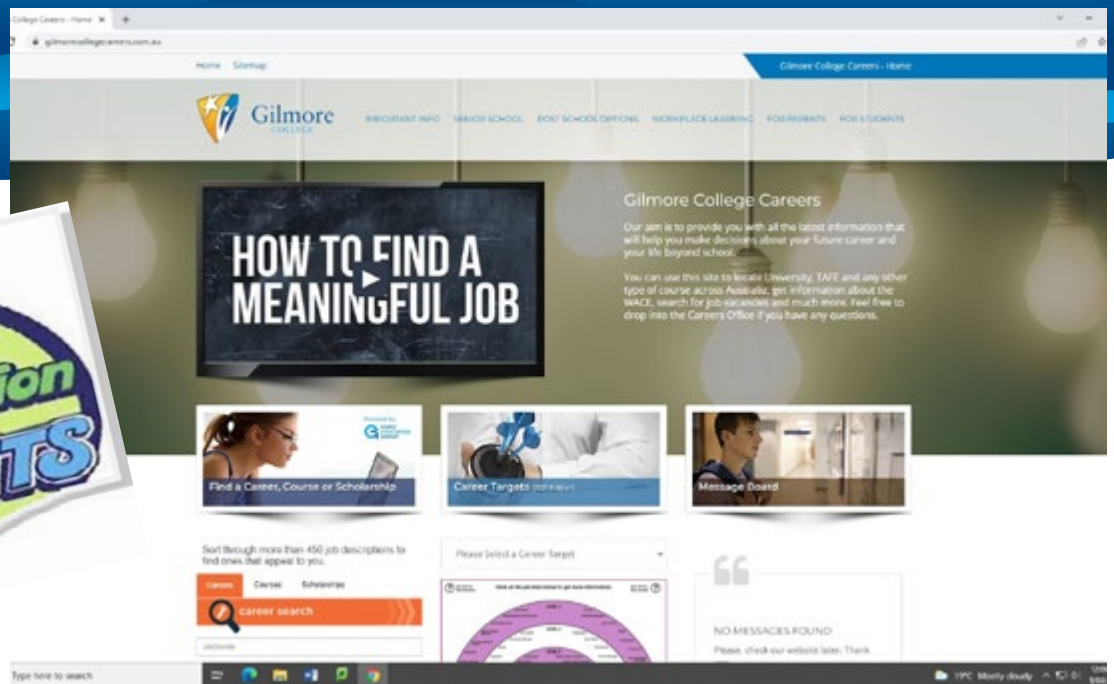 College Careers - Home
gilmorecollegecareers.com.au
Home Sitemap
Gilmore College Careers - Home
Gilmore
COLLEGE
IMPORTANT INFO SENIOR SCHOOL POST SCHOOL OPTIONS WORKPLACE LEARNING FOR PARENTS FOR STUDENTS
HOW TO FIND A
MEANINGFUL JOB
Gilmore College Careers
Our aim is to provide you with all the latest information that
will help you make decisions about your future career and
your life beyond school.
You can use this site to locate University, TAFE and any other
type of course across Australia, get information about the
WACE, search for job vacancies and much more. Feel free to
drop into the Careers Office if you have any questions.
Find a Career, Course or Scholarship
Career Targets
Message Board
Sort through more than 450 job descriptions to
find ones that appeal to you.
Careers Courses Scholarships
career search
Please Select a Career Target
NO MESSAGES FOUND
Please, check our website later. Thank
Type here to search
19°C Mostly cloudy